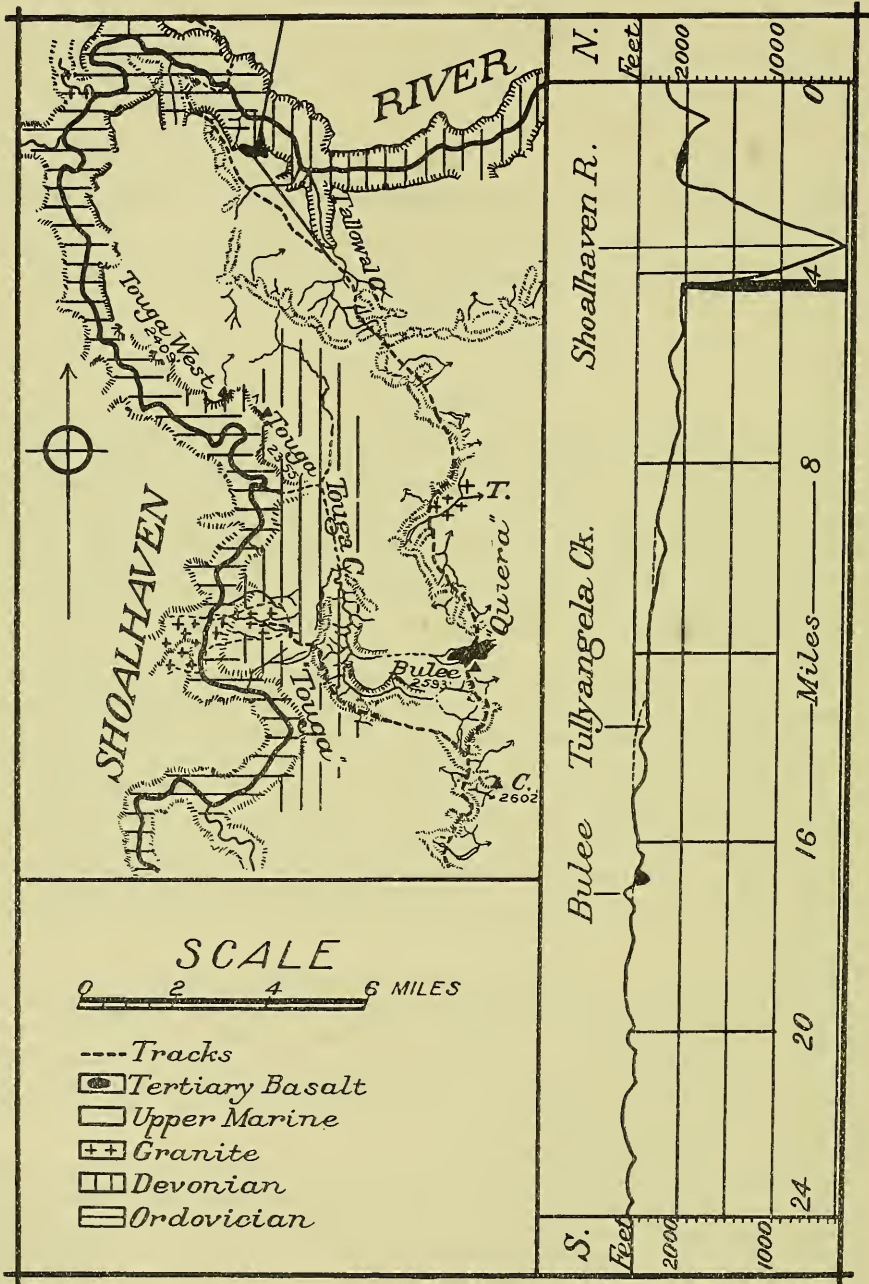 RIVER
Tallowal C.
Touga West
2409'
Touga
2355'
Touga C.
T.
"Quiera"
SHOALHAVEN
Bulee
2593'
"Touga"
C.
2602
SCALE
0 2 4 6 MILES
Tracks
Tertiary Basalt
Upper Marine
Granite
Devonian
Ordovician
N.
Feet
2000
1000
0
Shoalhaven R.
4
8
Tullyangela Ck.
Miles
Bulee
16
20
24
S.
Feet
2000
1000